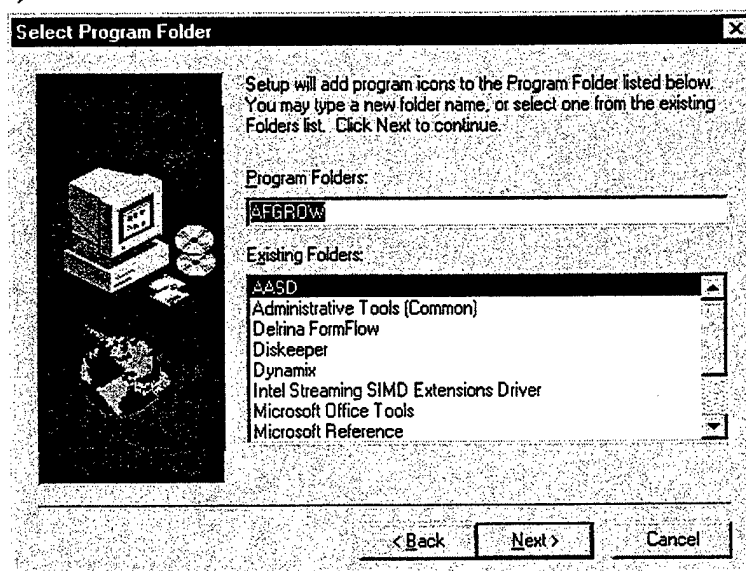 Select Program Folder
Setup will add program icons to the Program Folder listed below.
You may type a new folder name, or select one from the existing
Folders list. Click Next to continue.
Program Folders:
AFGROW
Existing Folders:
AASD
Administrative Tools (Common)
Delrina FormFlow
Diskeeper
Dynamix
Intel Streaming SIMD Extensions Driver
Microsoft Office Tools
Microsoft Reference
< Back
Next >
Cancel